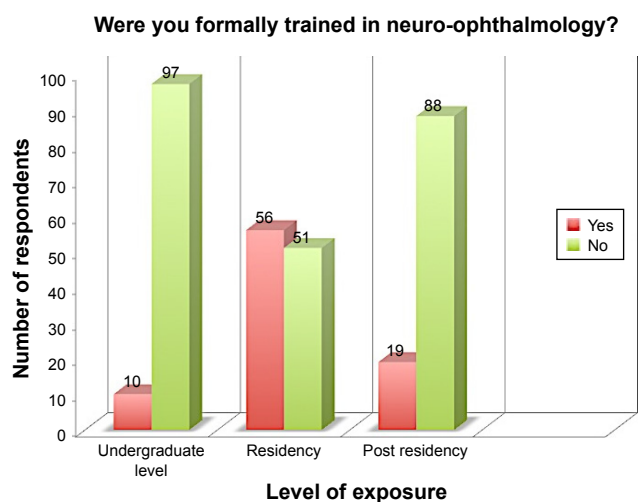 Were you formally trained in neuro-ophthalmology?
Number of respondents
100
90
80
70
60
50
40
30
20
10
0
10
97
56
51
19
88
Yes
No
Undergraduate
level
Residency
Post residency
Level of exposure